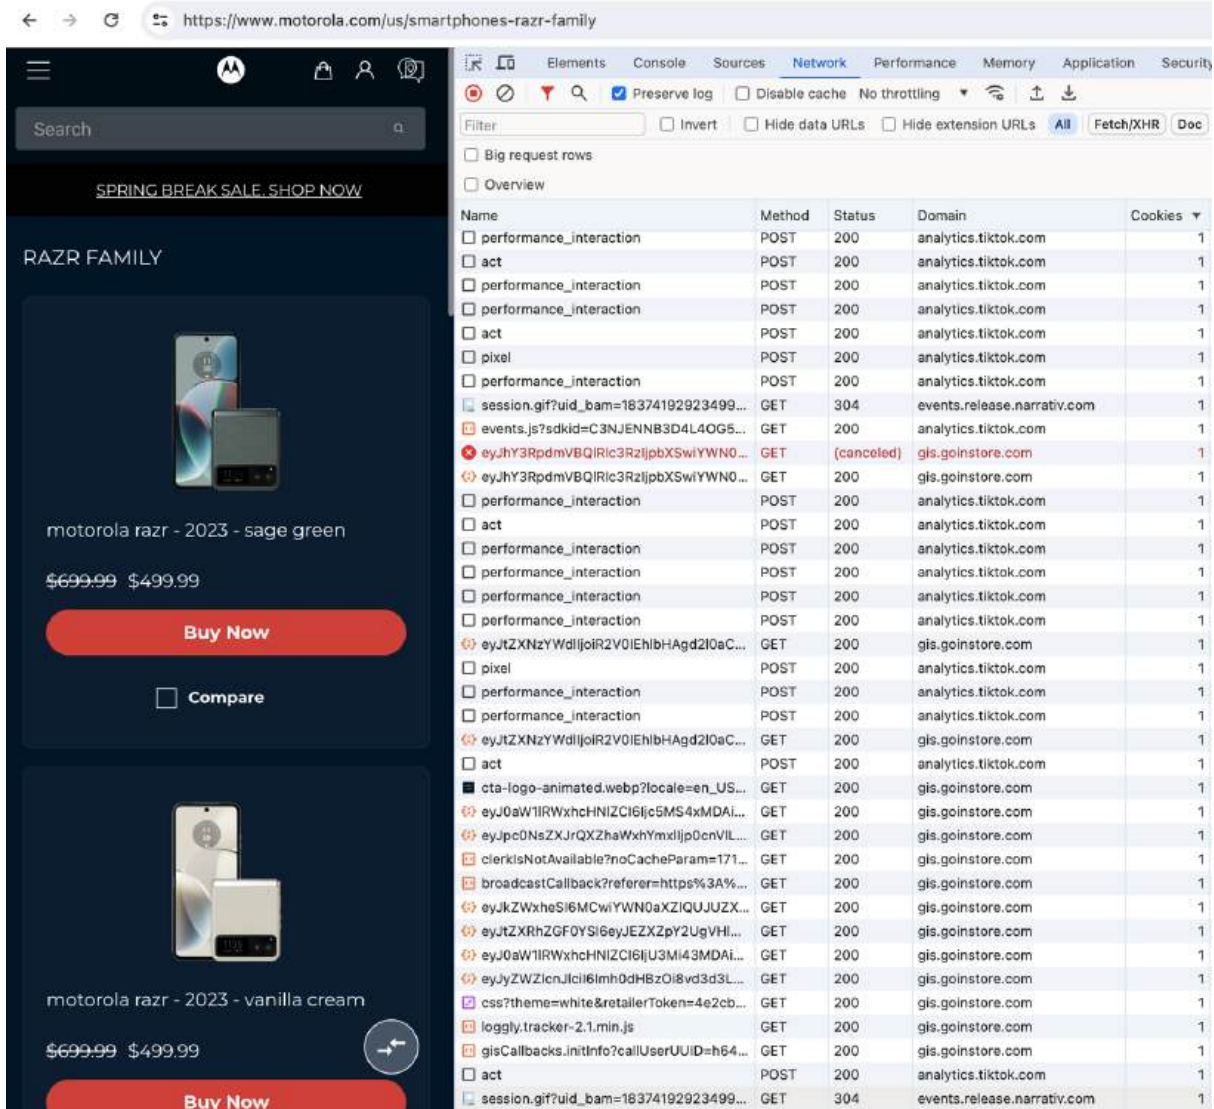 https://www.motorola.com/us/smartphones-razr-family
Search
SPRING BREAK SALE. SHOP NOW
RAZR FAMILY
motorola razr - 2023 - sage green
$699.99 $499.99
Buy Now
Compare
motorola razr - 2023 - vanilla cream
$699.99 $499.99
Buy Now
Elements Console Sources Network Performance Memory Application Security
Preserve log Disable cache No throttling
Filter Invert Hide data URLs Hide extension URLs All Fetch/XHR Doc
Big request rows
Overview
Name Method Status Domain Cookies
performance_interaction POST 200 analytics.tiktok.com 1
act POST 200 analytics.tiktok.com 1
performance_interaction POST 200 analytics.tiktok.com 1
performance_interaction POST 200 analytics.tiktok.com 1
act POST 200 analytics.tiktok.com 1
pixel POST 200 analytics.tiktok.com 1
performance_interaction POST 200 analytics.tiktok.com 1
session.gif?uid_bam=18374192923499... GET 304 events.release.narrativ.com 1
events.js?sdkid=C3NJENNB3D4L4OG5... GET 200 analytics.tiktok.com 1
GET (canceled) gis.goinstore.com 1
GET 200 gis.goinstore.com 1
performance_interaction POST 200 analytics.tiktok.com 1
act POST 200 analytics.tiktok.com 1
performance_interaction POST 200 analytics.tiktok.com 1
performance_interaction POST 200 analytics.tiktok.com 1
performance_interaction POST 200 analytics.tiktok.com 1
performance_interaction POST 200 analytics.tiktok.com 1
GET 200 gis.goinstore.com 1
pixel POST 200 analytics.tiktok.com 1
performance_interaction POST 200 analytics.tiktok.com 1
performance_interaction POST 200 analytics.tiktok.com 1
GET 200 gis.goinstore.com 1
act POST 200 analytics.tiktok.com 1
cta-logo-animated.webp?locale=en_US... GET 200 gis.goinstore.com 1
GET 200 gis.goinstore.com 1
GET 200 gis.goinstore.com 1
clerkIsNotAvailable?noCacheParam=171... GET 200 gis.goinstore.com 1
broadcastCallback?referer=https%3A%... GET 200 gis.goinstore.com 1
GET 200 gis.goinstore.com 1
GET 200 gis.goinstore.com 1
GET 200 gis.goinstore.com 1
GET 200 gis.goinstore.com 1
css?theme=white&retailerToken=4e2cb... GET 200 gis.goinstore.com 1
loggly.tracker-2.1.min.js GET 200 gis.goinstore.com 1
gisCallbacks.initInfo?callUserUUID=h64... GET 200 gis.goinstore.com 1
act POST 200 analytics.tiktok.com 1
session.gif?uid_bam=18374192923499... GET 304 events.release.narrativ.com 1